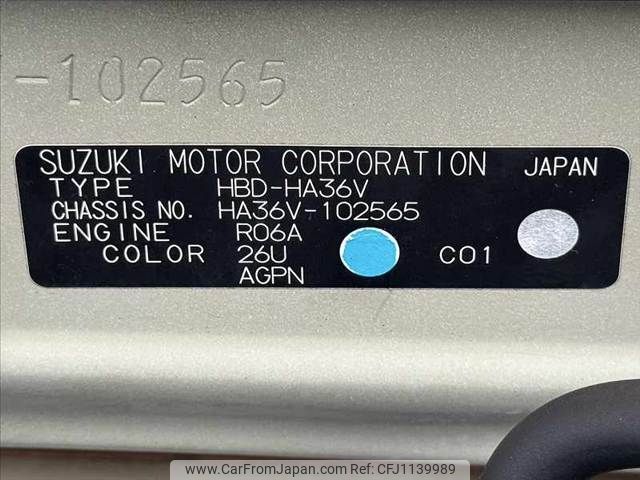 -102565
SUZUKI MOTOR CORPORATION JAPAN
TYPE HBD-HA36V
CHASSIS NO. HA36V-102565
ENGINE R06A
COLOR 26U C01
AGPN
www.CarFromJapan.com CFJ1139989